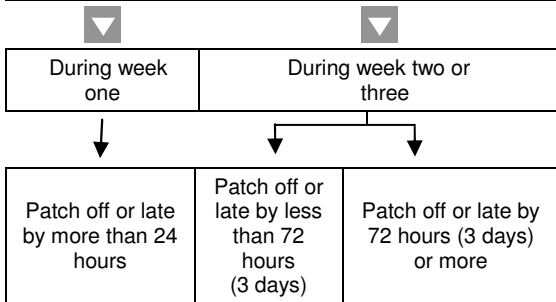 During week
one
During week two or
three
Patch off or late
by more than 24
hours
Patch off or
late by less
than 72
hours
(3 days)
Patch off or late by
72 hours (3 days)
or more